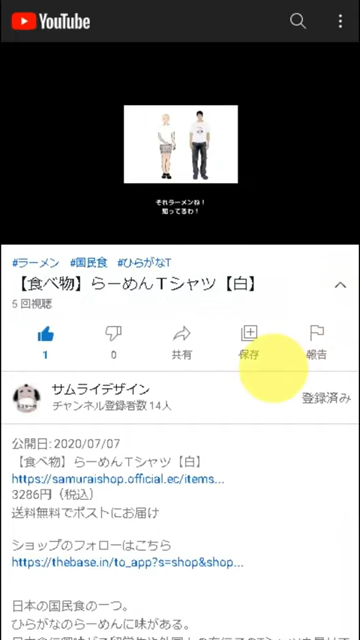 YouTube
それラーメンね！
知ってるわ！
#ラーメン #国民食 #ひらがなT
【食べ物】らーめんTシャツ【白】
5 回視聴
1
0
共有
保存
報告
サムライデザイン
チャンネル登録者数 14人
登録済み
公開日: 2020/07/07
【食べ物】らーめんTシャツ【白】
https://samuraishop.official.ec/items...
3286円（税込）
送料無料でポストにお届け
ショップのフォローはこちら
https://thebase.in/to_app?s=shop&shop...
日本の国民食の一つ。
ひらがなのらーめんに味がある。